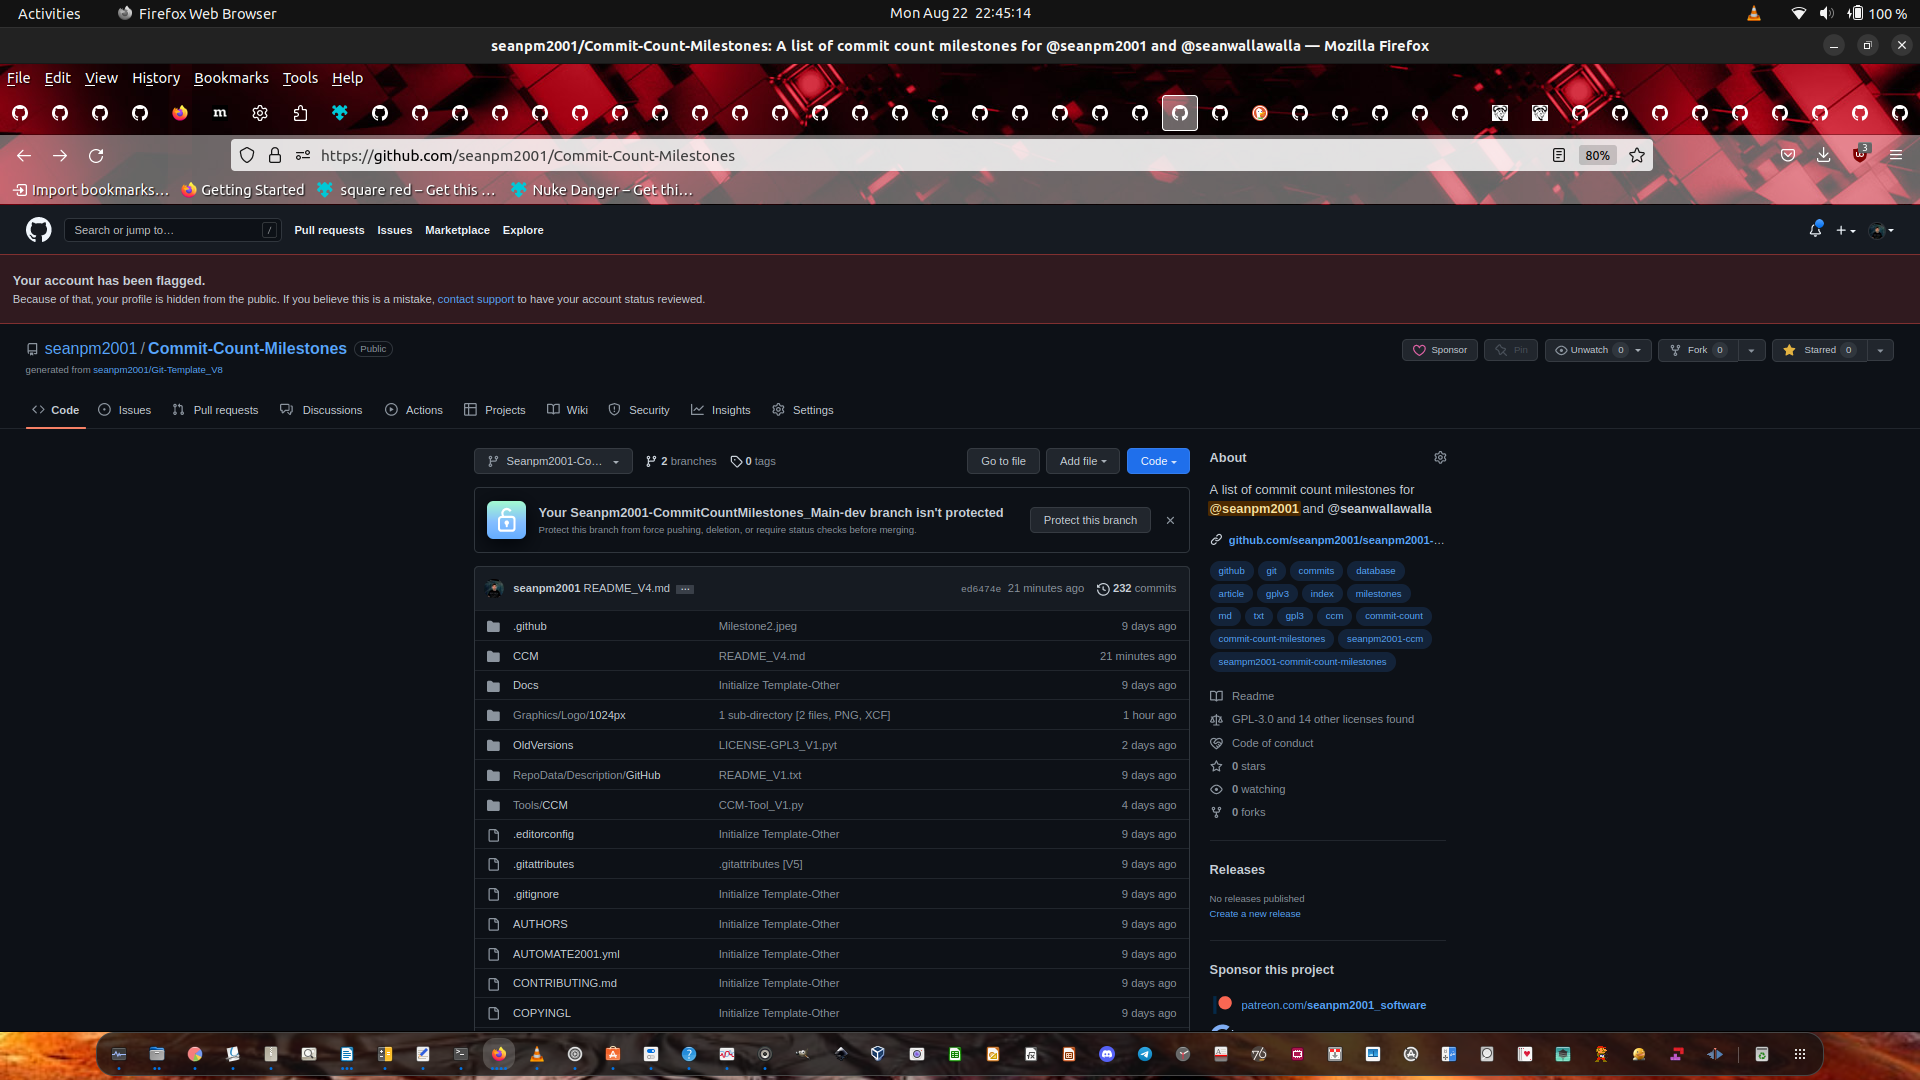 Activities
Firefox Web Browser
Mon Aug 22 22:45:14
100 %
seanpm2001/Commit-Count-Milestones: A list of commit count milestones for @seanpm2001 and @seanwallawalla — Mozilla Firefox
File Edit View History Bookmarks Tools Help
m
https://github.com/seanpm2001/Commit-Count-Milestones
80%
3
Import bookmarks… Getting Started square red – Get this … Nuke Danger – Get thi…
Search or jump to… /
Pull requests Issues Marketplace Explore
Your account has been flagged.
Because of that, your profile is hidden from the public. If you believe this is a mistake, contact support to have your account status reviewed.
seanpm2001 / Commit-Count-Milestones Public
Sponsor Pin Unwatch 0 Fork 0 Starred 0
generated from seanpm2001/Git-Template_V8
Code Issues Pull requests Discussions Actions Projects Wiki Security Insights Settings
Seanpm2001-Co… 2 branches 0 tags Go to file Add file Code
Your Seanpm2001-CommitCountMilestones_Main-dev branch isn't protected
Protect this branch from force pushing, deletion, or require status checks before merging.
Protect this branch
seanpm2001 README_V4.md … ed6474e 21 minutes ago 232 commits
.github Milestone2.jpeg 9 days ago
CCM README_V4.md 21 minutes ago
Docs Initialize Template-Other 9 days ago
Graphics/Logo/1024px 1 sub-directory [2 files, PNG, XCF] 1 hour ago
OldVersions LICENSE-GPL3_V1.pyt 2 days ago
RepoData/Description/GitHub README_V1.txt 9 days ago
Tools/CCM CCM-Tool_V1.py 4 days ago
.editorconfig Initialize Template-Other 9 days ago
.gitattributes .gitattributes [V5] 9 days ago
.gitignore Initialize Template-Other 9 days ago
AUTHORS Initialize Template-Other 9 days ago
AUTOMATE2001.yml Initialize Template-Other 9 days ago
CONTRIBUTING.md Initialize Template-Other 9 days ago
COPYINGL Initialize Template-Other 9 days ago
About
A list of commit count milestones for
@seanpm2001 and @seanwallawalla
github.com/seanpm2001/seanpm2001-…
github git commits database
article gplv3 index milestones
md txt gpl3 ccm commit-count
commit-count-milestones seanpm2001-ccm
seampm2001-commit-count-milestones
Readme
GPL-3.0 and 14 other licenses found
Code of conduct
0 stars
0 watching
0 forks
Releases
No releases published
Create a new release
Sponsor this project
patreon.com/seanpm2001_software